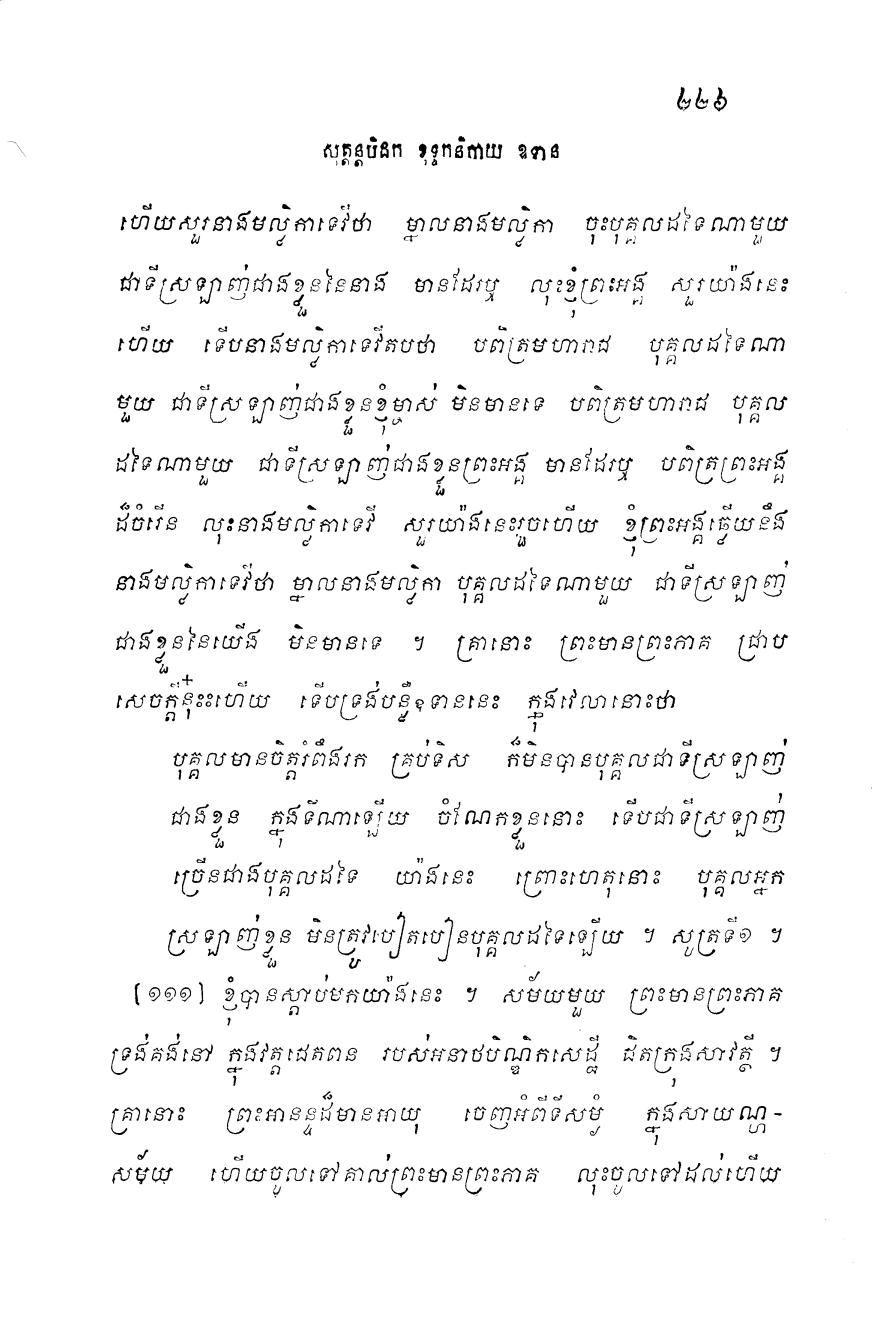 ២២៦
សុត្តន្តបិដក ខុទ្ទកនិកាយ ឧទាន
ហើយសួរនាងមល្លិកាទេវីថា ម្នាលនាងមល្លិកា ចុះបុគ្គលដទៃណាមួយ
ជាទីស្រឡាញ់ជាងខ្លួននៃនាង មានដែរឬ លុះខ្ញុំព្រះអង្គ សួរយ៉ាងនេះ
ហើយ ទើបនាងមល្លិកាទេវីតបថា បពិត្រមហារាជ បុគ្គលដទៃណា
មួយ ជាទីស្រឡាញ់ជាងខ្លួនខ្ញុំម្ចាស់ មិនមានទេ បពិត្រមហារាជ បុគ្គល
ដទៃណាមួយ ជាទីស្រឡាញ់ជាងខ្លួនព្រះអង្គ មានដែរឬ បពិត្រព្រះអង្គ
ដ៏ចំរើន លុះនាងមល្លិកាទេវី សួរយ៉ាងនេះរួចហើយ ខ្ញុំព្រះអង្គឆ្លើយនឹង
នាងមល្លិកាទេវីថា ម្នាលនាងមល្លិកា បុគ្គលដទៃណាមួយ ជាទីស្រឡាញ់
ជាងខ្លួននៃយើង មិនមានទេ ។ គ្រានោះ ព្រះមានព្រះភាគ ជ្រាប
សេចក្តីនុ៎ះហើយ ទើបទ្រង់បន្លឺឧទាននេះ ក្នុងវេលានោះថា
បុគ្គលមានចិត្តរំពឹងរក គ្រប់ទិស ក៏មិនបានបុគ្គលជាទីស្រឡាញ់
ជាងខ្លួន ក្នុងទីណាឡើយ ចំណែកខ្លួននោះ ទើបជាទីស្រឡាញ់
ច្រើនជាងបុគ្គលដទៃ យ៉ាងនេះ ព្រោះហេតុនោះ បុគ្គលអ្នក
ស្រឡាញ់ខ្លួន មិនត្រូវបៀតបៀនបុគ្គលដទៃឡើយ ។ សូត្រទី១ ។
[១១១] ខ្ញុំបានស្តាប់មកយ៉ាងនេះ ។ សម័យមួយ ព្រះមានព្រះភាគ
ទ្រង់គង់នៅ ក្នុងវត្តជេតពន របស់អនាថបិណ្ឌិកសេដ្ឋី ជិតក្រុងសាវត្ថី ។
គ្រានោះ ព្រះអានន្ទដ៏មានអាយុ ចេញអំពីទីសម្ងំ ក្នុងសាយណ្ហ-
សម័យ ហើយចូលទៅគាល់ព្រះមានព្រះភាគ លុះចូលទៅដល់ហើយ